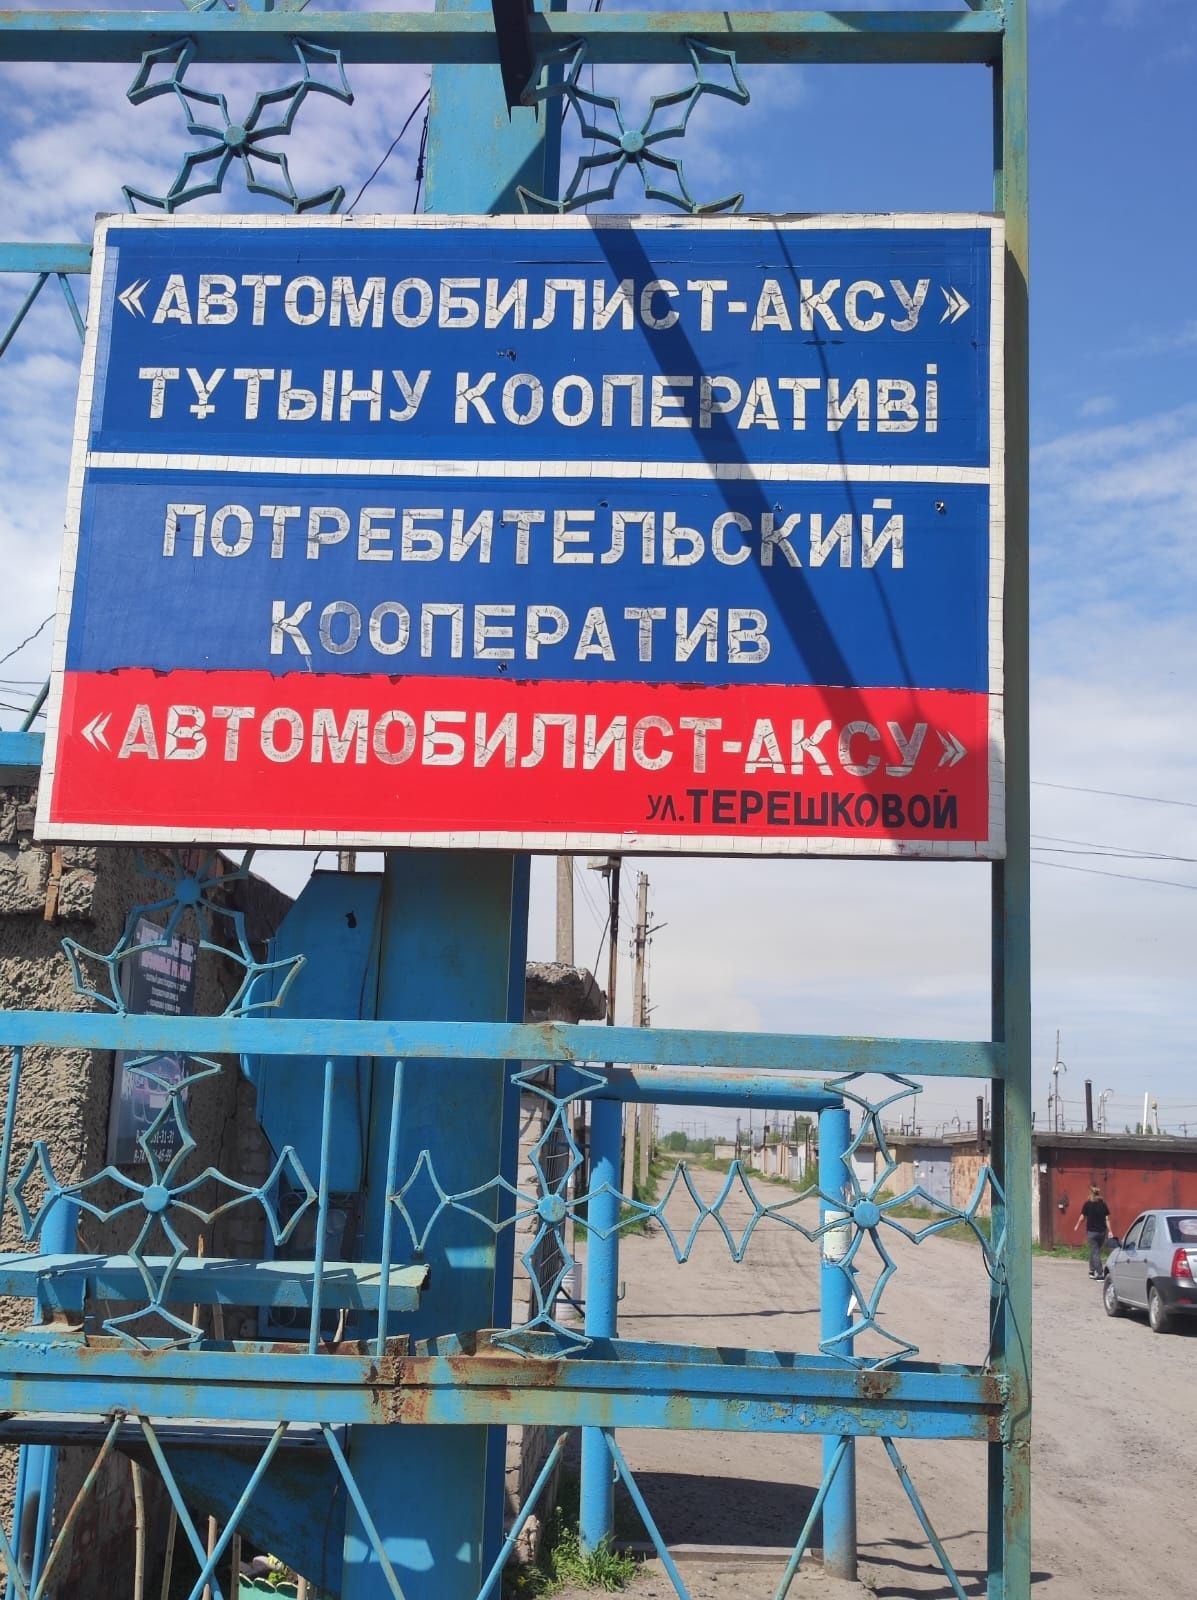 «АВТОМОБИЛИСТ-АКСУ»
ТҰТЫНУ КООПЕРАТИВІ
ПОТРЕБИТЕЛЬСКИЙ
КООПЕРАТИВ
«АВТОМОБИЛИСТ-АКСУ»
УЛ.ТЕРЕШКОВОЙ